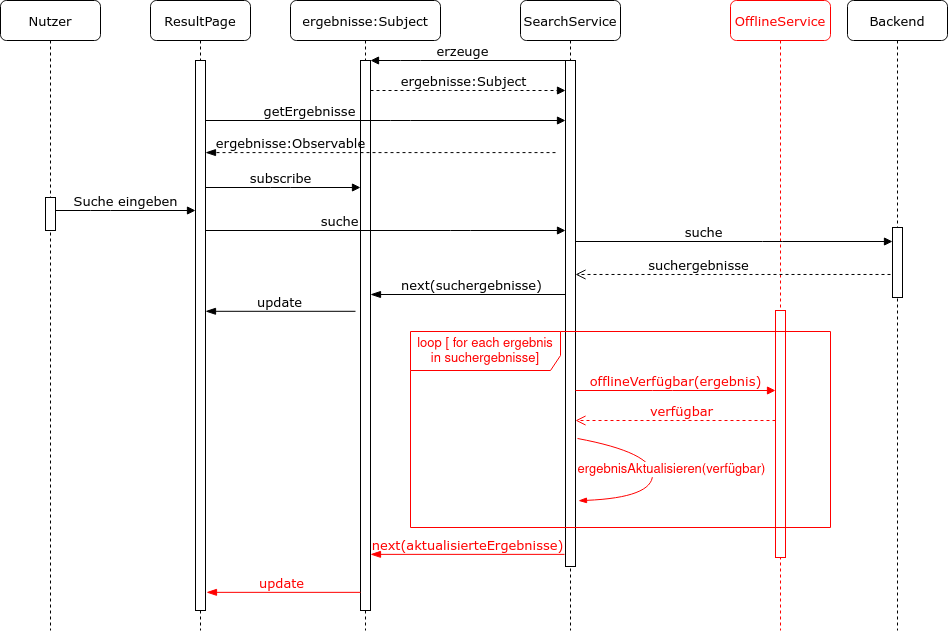 Nutzer
ResultPage
ergebnisse:Subject
SearchService
OfflineService
Backend
erzeuge
ergebnisse:Subject
getErgebnisse
ergebnisse:Observable
subscribe
Suche eingeben
suche
suche
suchergebnisse
next(suchergebnisse)
update
loop [ for each ergebnis
in suchergebnisse]
offlineVerfügbar(ergebnis)
verfügbar
ergebnisAktualisieren(verfügbar)
next(aktualisierteErgebnisse)
update